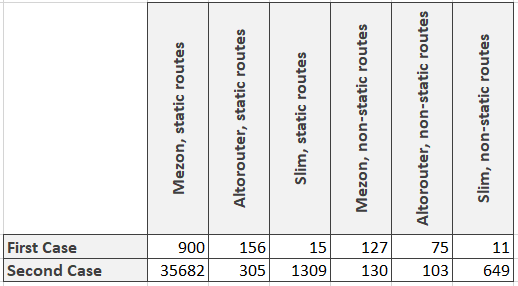 Mezon, static routes
Altorouter, static routes
Slim, static routes
Mezon, non-static routes
Altorouter, non-static routes
Slim, non-static routes
First Case 900 156 15 127 75 11
Second Case 35682 305 1309 130 103 649